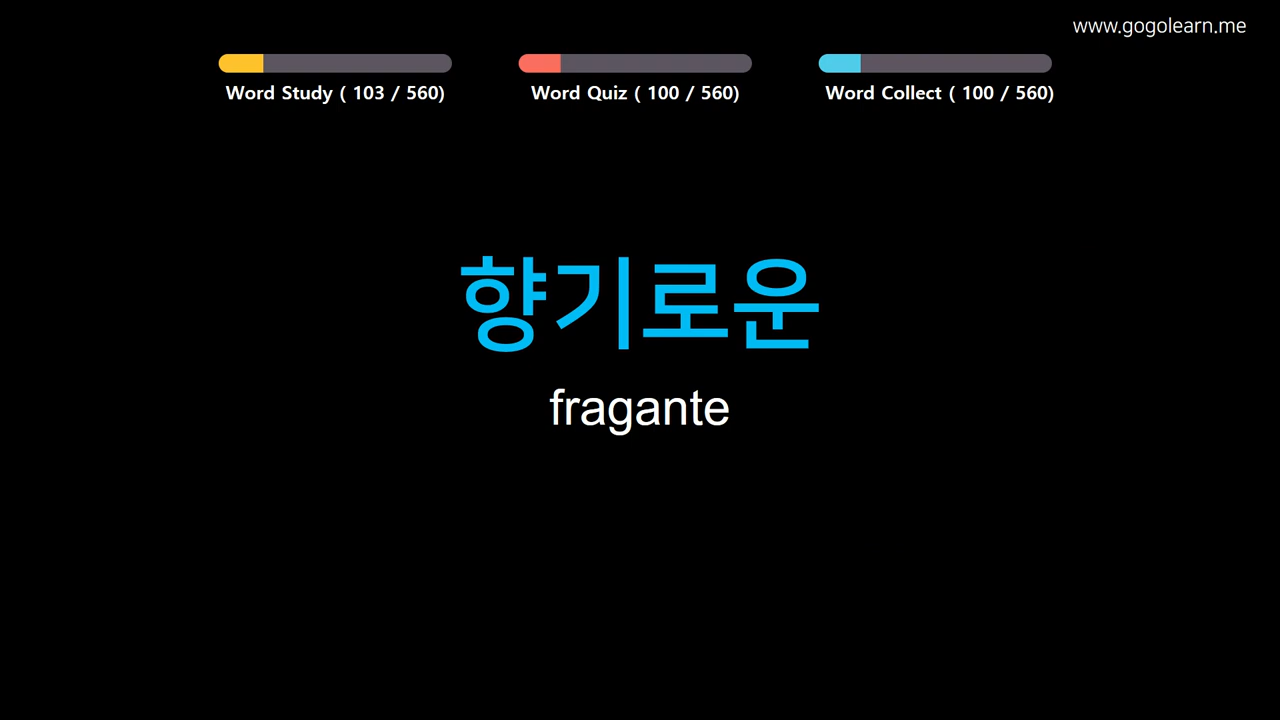 www.gogolearn.me
Word Study ( 103 / 560)
Word Quiz ( 100 / 560)
Word Collect ( 100 / 560)
향기로운
fragante